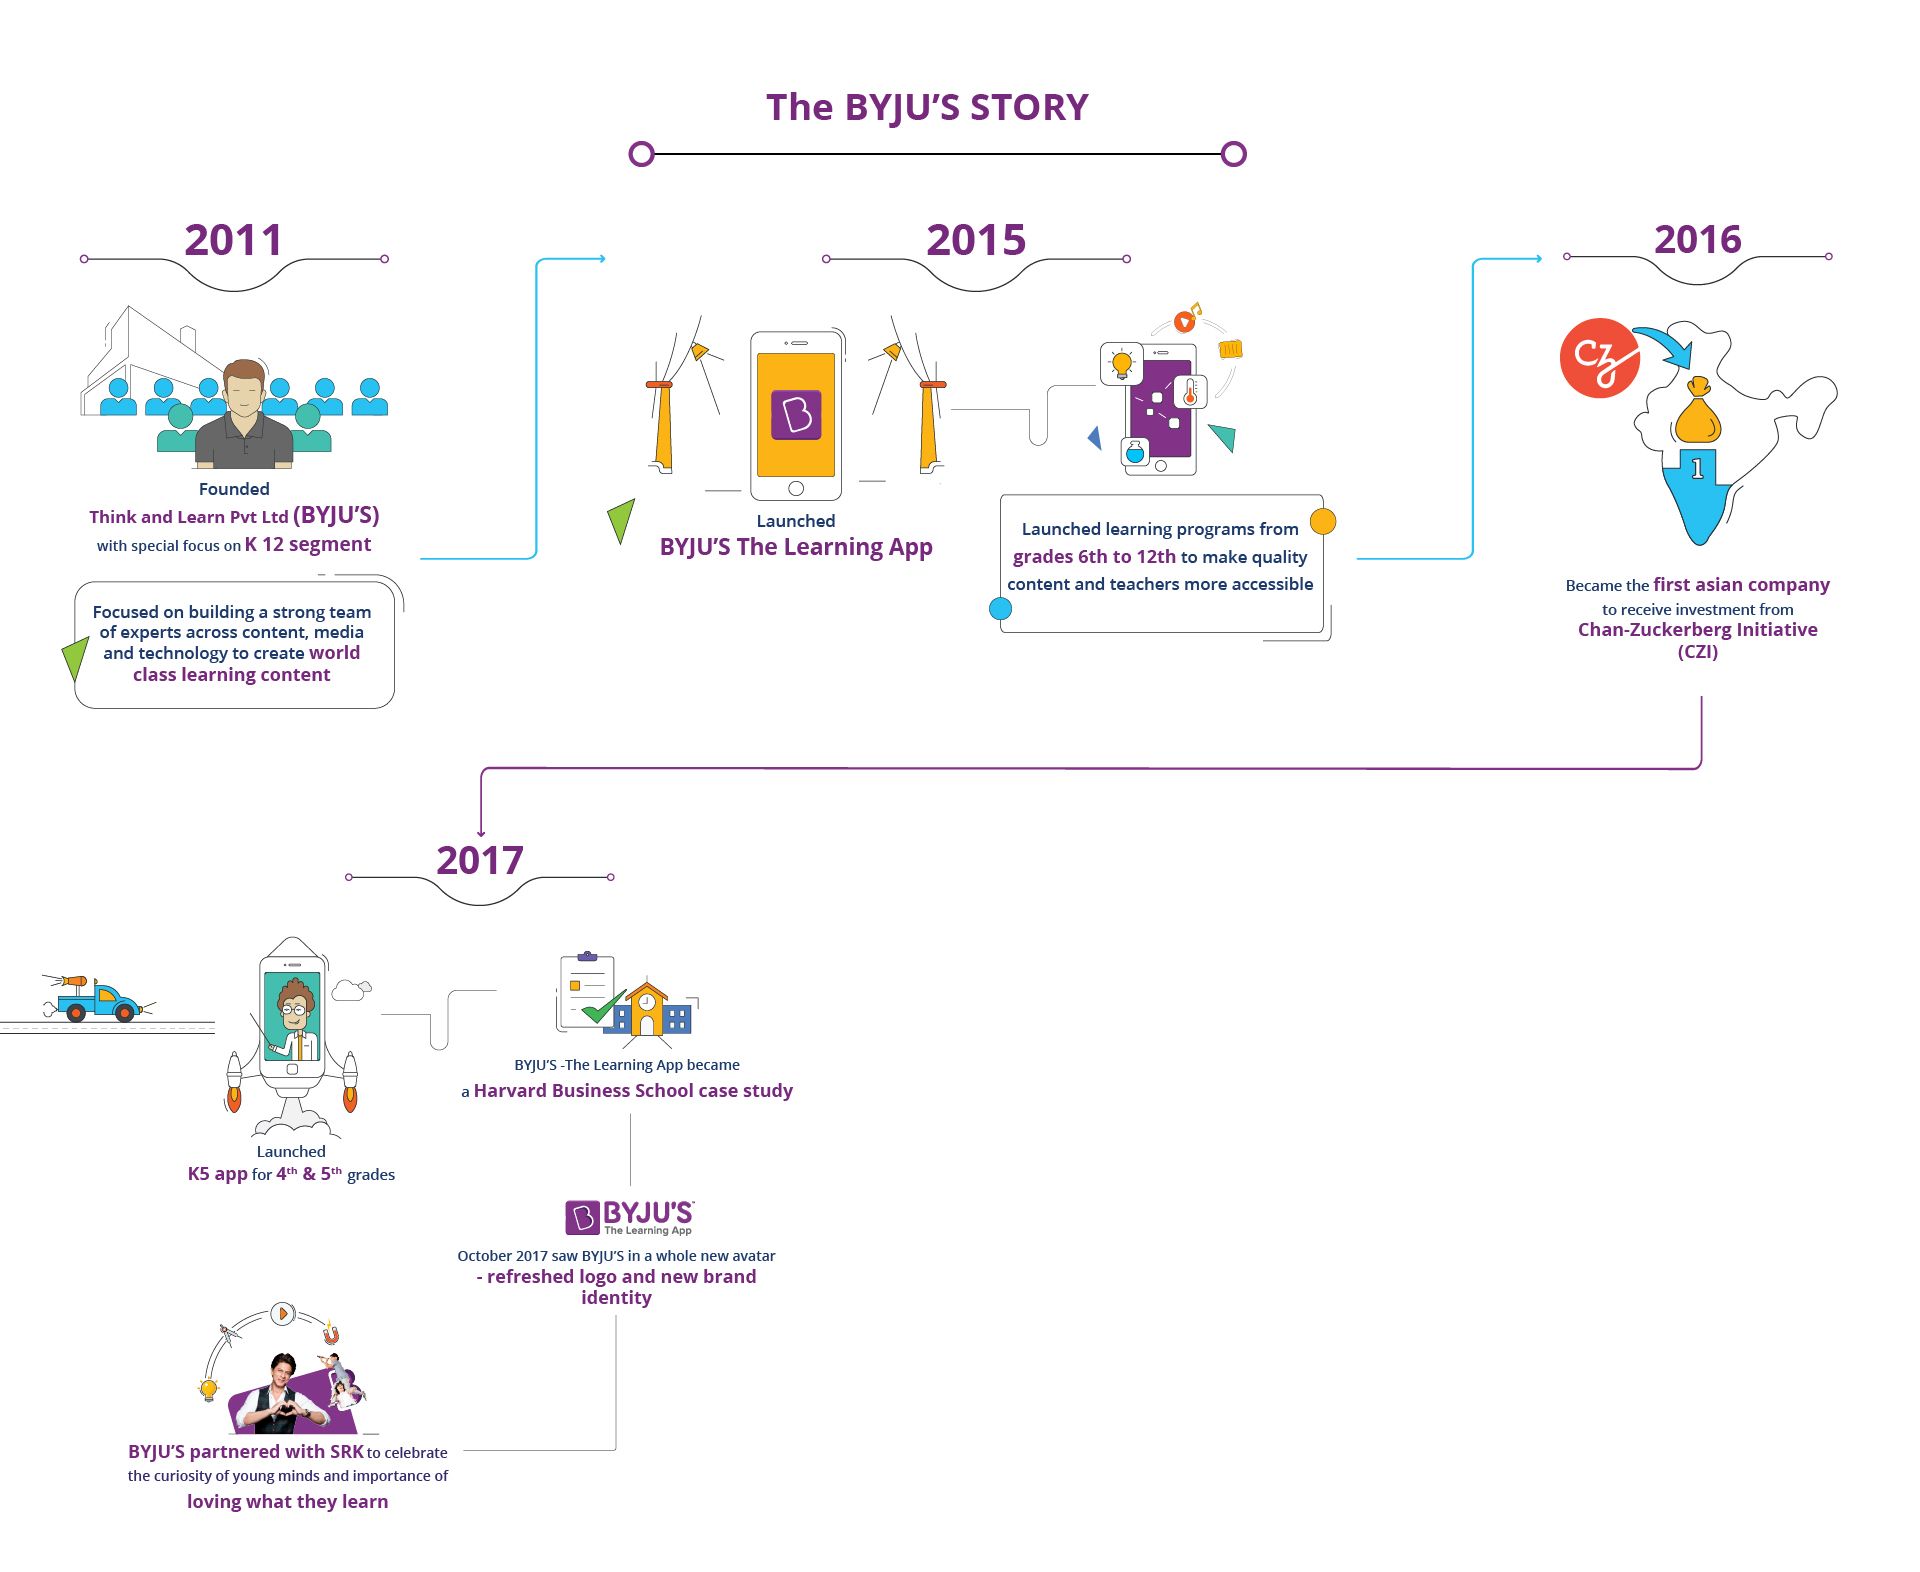 The BYJU'S STORY
2011
Founded
Think and Learn Pvt Ltd (BYJU'S)
with special focus on K 12 segment
Focused on building a strong team
of experts across content, media
and technology to create world
class learning content
2015
B
Launched
BYJU'S The Learning App
Launched learning programs from
grades 6th to 12th to make quality
content and teachers more accessible
2016
CZ
1
Became the first asian company
to receive investment from
Chan-Zuckerberg Initiative
(CZI)
2017
Launched
K5 app for 4th & 5th grades
BYJU'S -The Learning App became
a Harvard Business School case study
B BYJU'S™
The Learning App
October 2017 saw BYJU'S in a whole new avatar
- refreshed logo and new brand
identity
BYJU'S partnered with SRK to celebrate
the curiosity of young minds and importance of
loving what they learn